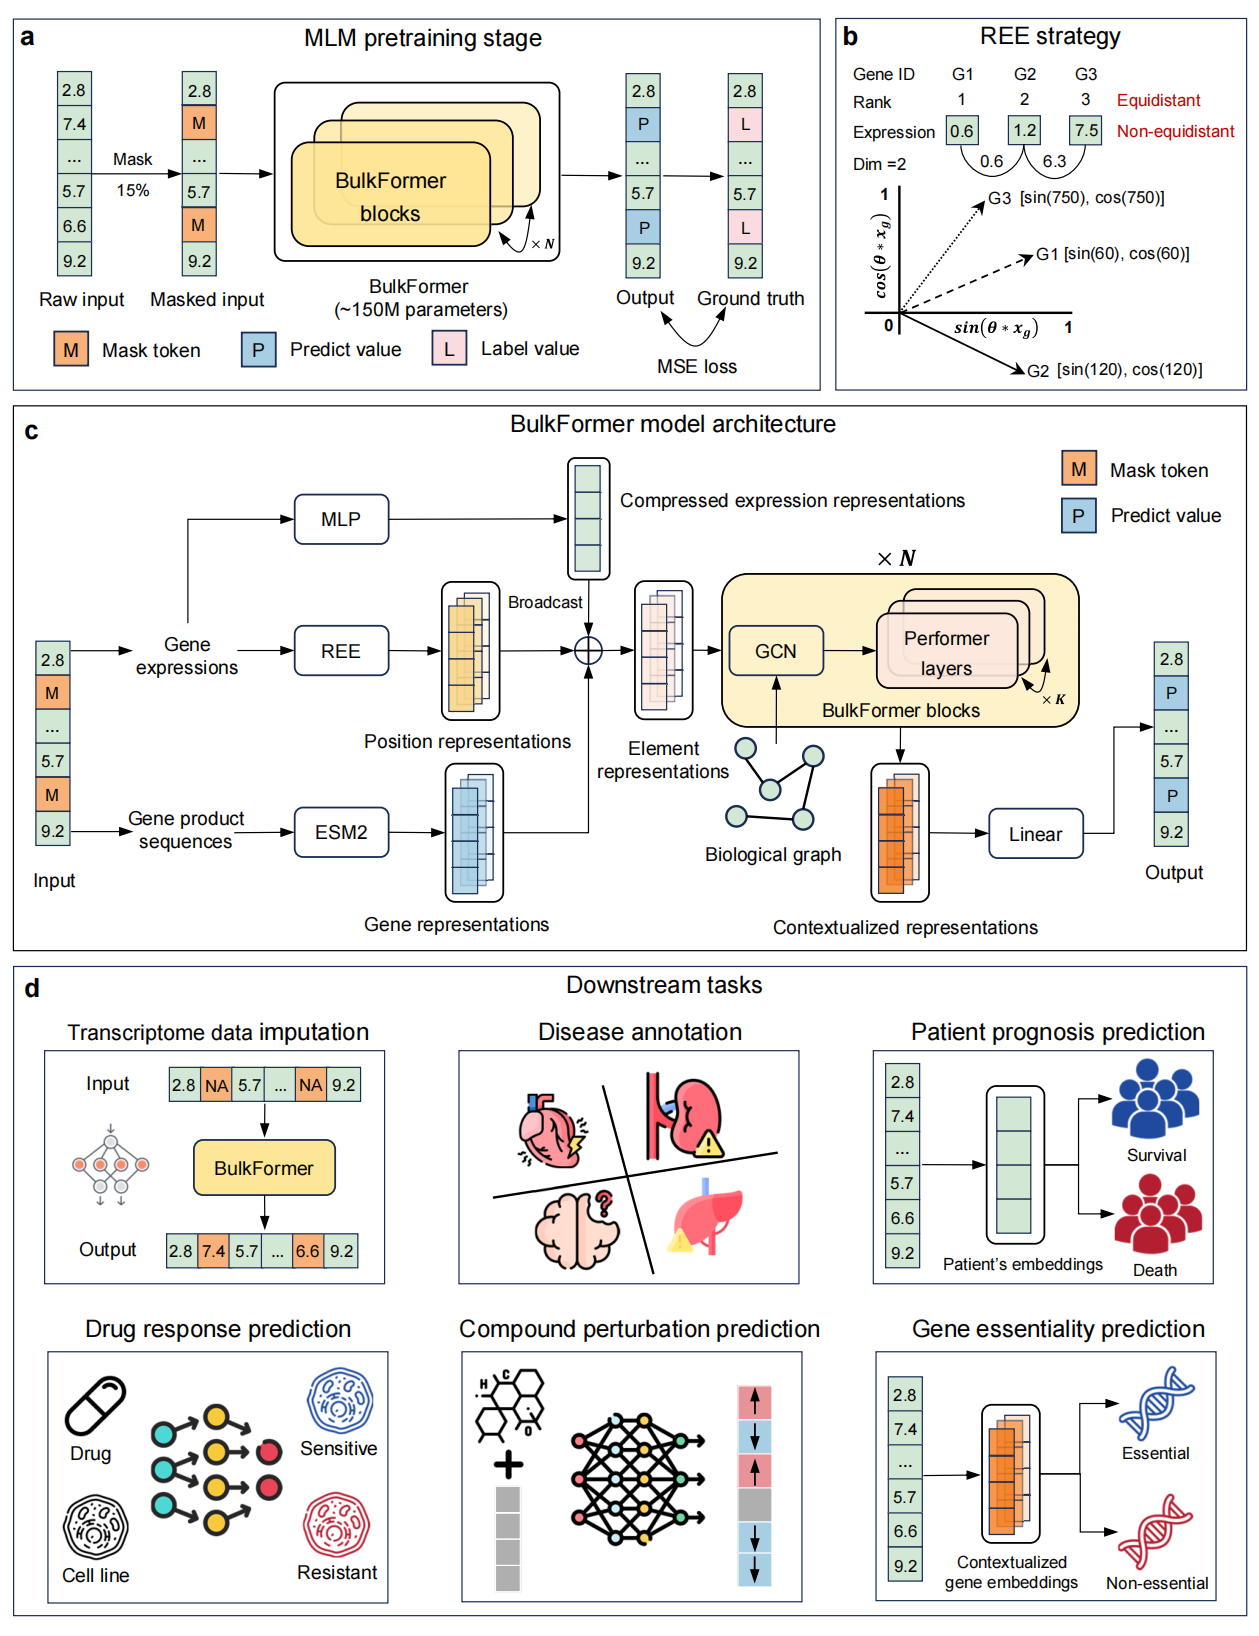 a
MLM pretraining stage
2.8
7.4
...
5.7
6.6
9.2
Raw input
Mask
15%
2.8
M
...
5.7
M
9.2
Masked input
BulkFormer
blocks
× N
BulkFormer
(~150M parameters)
2.8
P
...
5.7
P
9.2
Output
2.8
L
...
5.7
L
9.2
Ground truth
MSE loss
M Mask token
P Predict value
L Label value
b
REE strategy
Gene ID G1 G2 G3
Rank 1 2 3 Equidistant
Expression 0.6 1.2 7.5 Non-equidistant
Dim =2 0.6 6.3
1
cos(θ * x_g)
G3 [sin(750), cos(750)]
G1 [sin(60), cos(60)]
0
sin(θ * x_g)
1
G2 [sin(120), cos(120)]
c
BulkFormer model architecture
M Mask token
P Predict value
2.8
M
...
5.7
M
9.2
Input
Gene
expressions
Gene product
sequences
MLP
REE
ESM2
Compressed expression representations
Broadcast
Position representations
Gene representations
Element
representations
× N
GCN
Performer
layers
× K
BulkFormer blocks
Biological graph
Contextualized representations
Linear
2.8
P
...
5.7
P
9.2
Output
d
Downstream tasks
Transcriptome data imputation
Input
2.8 NA 5.7 ... NA 9.2
BulkFormer
Output
2.8 7.4 5.7 ... 6.6 9.2
Disease annotation
?
Patient prognosis prediction
2.8
7.4
...
5.7
6.6
9.2
Patient's embeddings
Survival
Death
Drug response prediction
Drug
Cell line
Sensitive
Resistant
Compound perturbation prediction
H
C
O
Gene essentiality prediction
2.8
7.4
...
5.7
6.6
9.2
Contextualized
gene embeddings
Essential
Non-essential